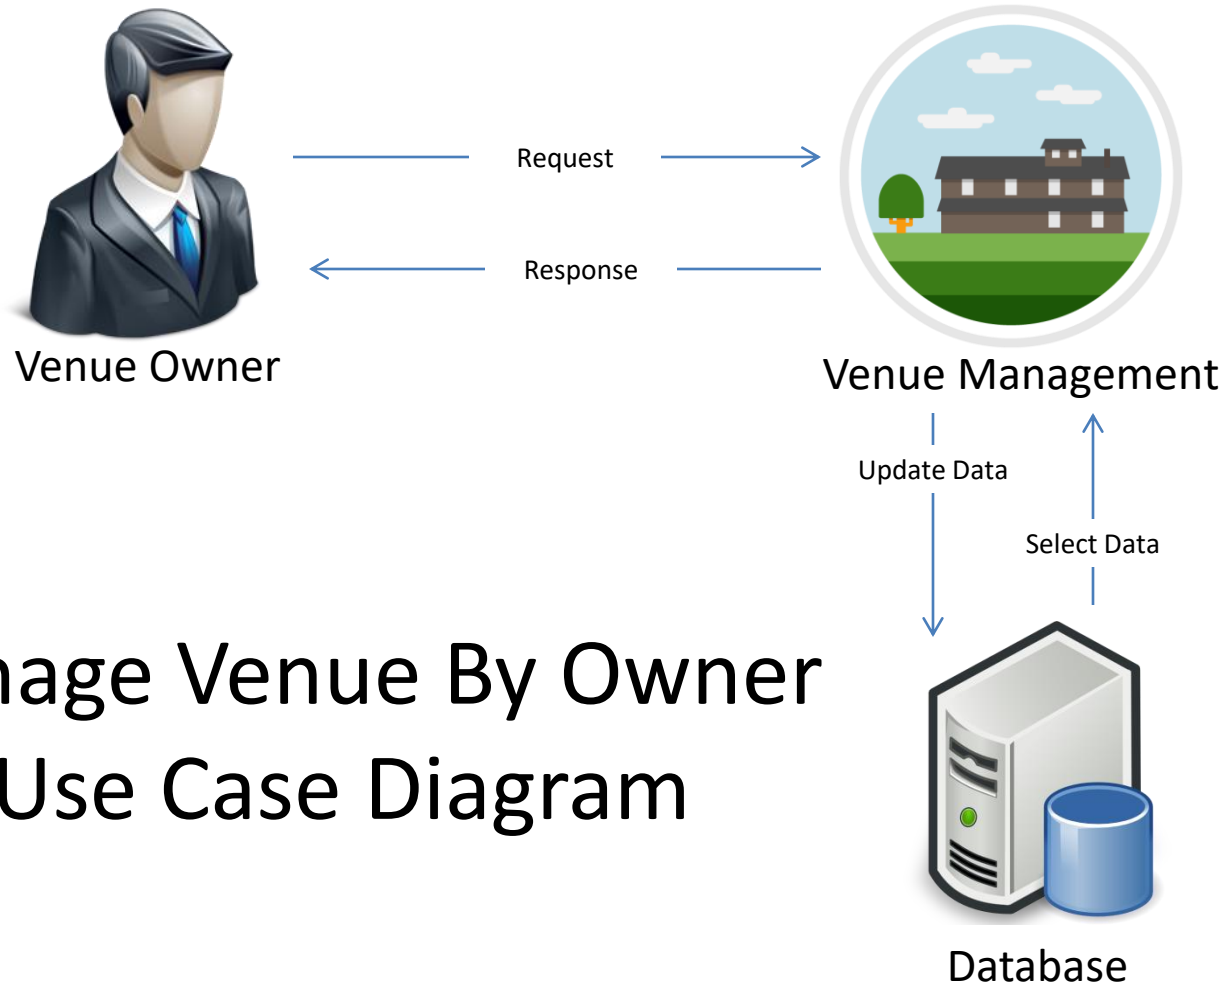 Request
Response
Venue Owner
Venue Management
Update Data
Select Data
nage Venue By Owner
Use Case Diagram
Database